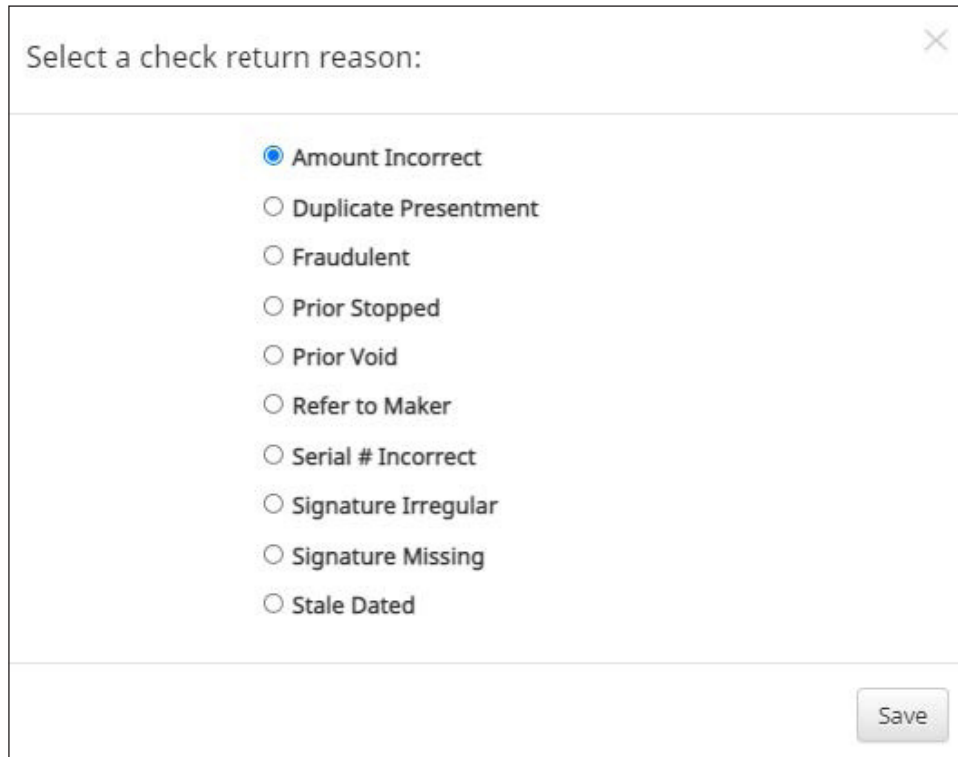 Select a check return reason:
Amount Incorrect
Duplicate Presentment
Fraudulent
Prior Stopped
Prior Void
Refer to Maker
Serial # Incorrect
Signature Irregular
Signature Missing
Stale Dated
Save